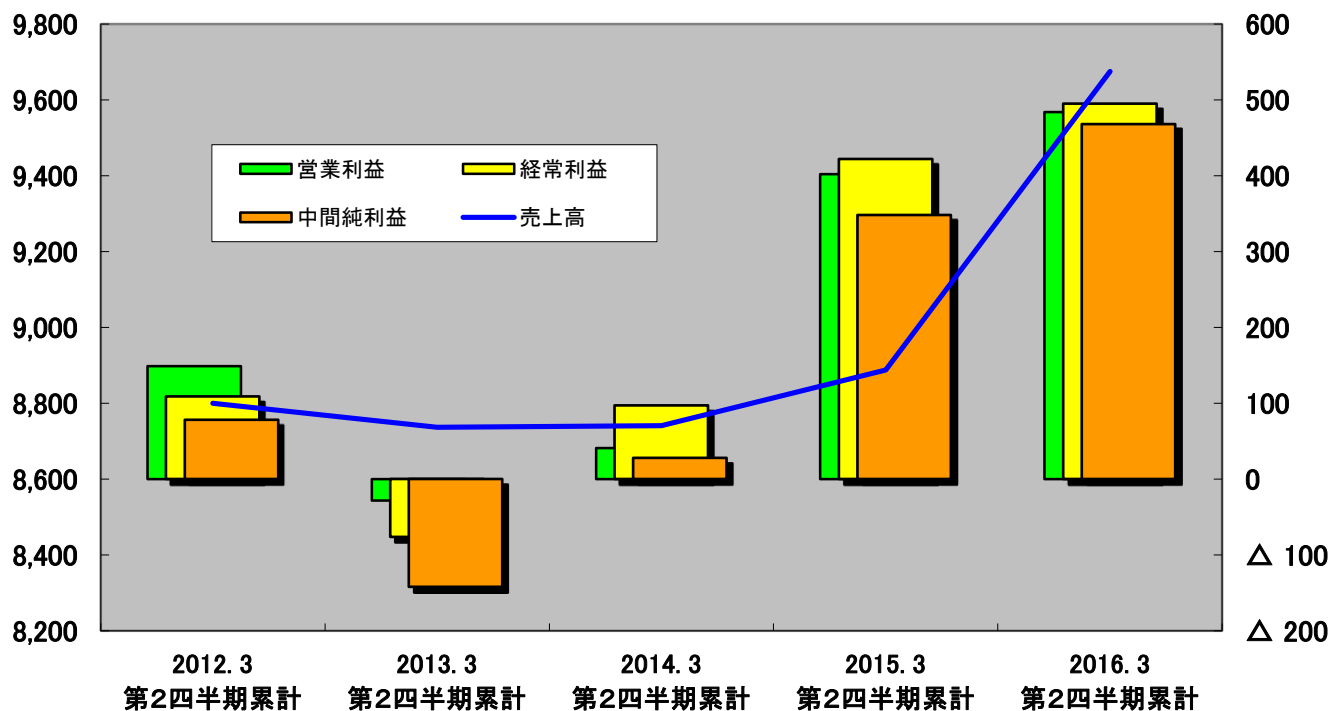 9,800
9,600
9,400
9,200
9,000
8,800
8,600
8,400
8,200
営業利益
経常利益
中間純利益
売上高
600
500
400
300
200
100
0
△ 100
△ 200
2012. 3
第2四半期累計
2013. 3
第2四半期累計
2014. 3
第2四半期累計
2015. 3
第2四半期累計
2016. 3
第2四半期累計